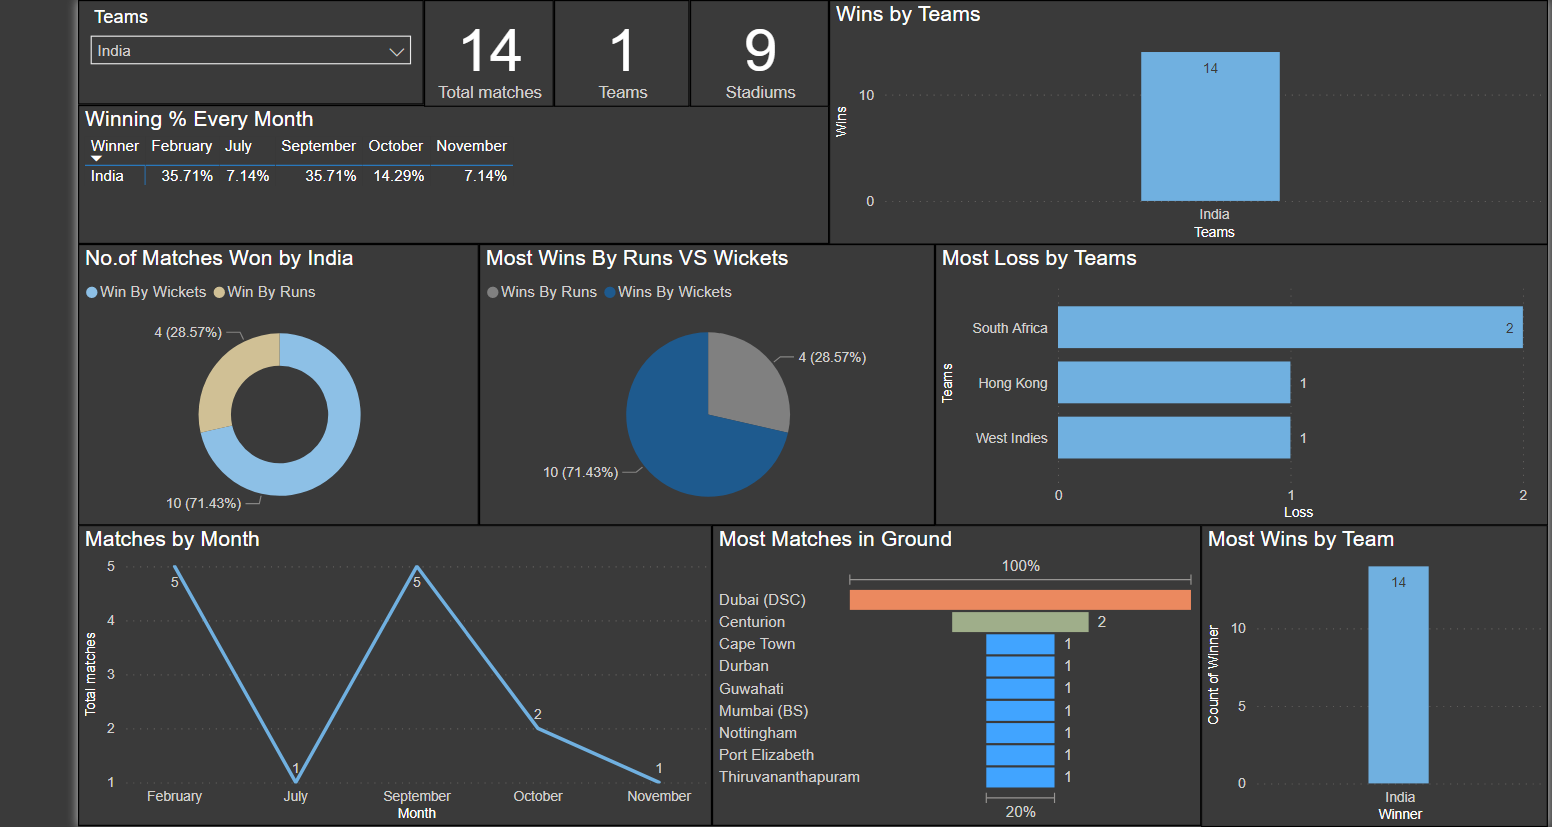 Teams
India
14
Total matches
1
Teams
9
Stadiums
Wins by Teams
Wins
10
0
14
India
Teams
Winning % Every Month
Winner February July September October November
India 35.71% 7.14% 35.71% 14.29% 7.14%
No.of Matches Won by India
Win By Wickets Win By Runs
4 (28.57%)
10 (71.43%)
Most Wins By Runs VS Wickets
Wins By Runs Wins By Wickets
4 (28.57%)
10 (71.43%)
Most Loss by Teams
Teams
South Africa 2
Hong Kong 1
West Indies 1
0 1 2
Loss
Matches by Month
Total matches
5
4
3
2
1
5
1
5
2
1
February July September October November
Month
Most Matches in Ground
100%
Dubai (DSC)
Centurion 2
Cape Town 1
Durban 1
Guwahati 1
Mumbai (BS) 1
Nottingham 1
Port Elizabeth 1
Thiruvananthapuram 1
20%
Most Wins by Team
Count of Winner
10
5
0
14
India
Winner